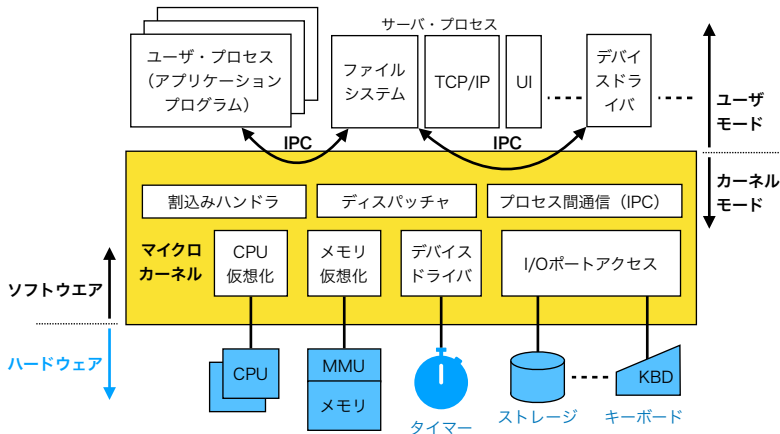 サーバ・プロセス
ユーザ・プロセス
（アプリケーション
プログラム）
ファイル
システム
TCP/IP
UI
デバイ
スドラ
イバ
ユーザ
モード
IPC
IPC
カーネル
モード
割込みハンドラ
ディスパッチャ
プロセス間通信（IPC）
マイクロ
カーネル
CPU
仮想化
メモリ
仮想化
デバイス
ドライバ
I/Oポートアクセス
ソフトウエア
ハードウェア
CPU
MMU
メモリ
タイマー
ストレージ
KBD
キーボード